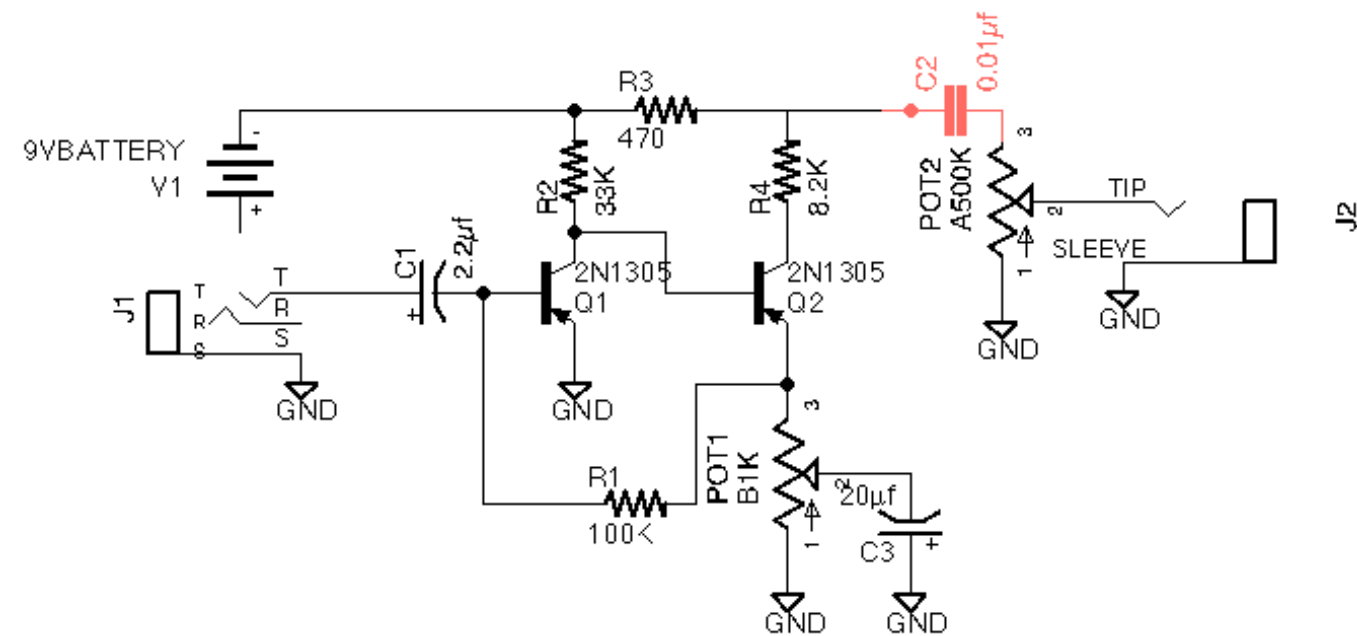 C2
0.01µf
R3
470
9VBATTERY
V1
-
+
R2
33K
R4
8.2K
POT2
A500K
3
2
1
TIP
SLEEVE
J2
GND
GND
C1
2.2µf
+
2N1305
Q1
2N1305
Q2
J1
T
R
S
T
R
S
GND
GND
R1
100K
POT1
B1K
3
2
1
20µf
C3
+
GND
GND